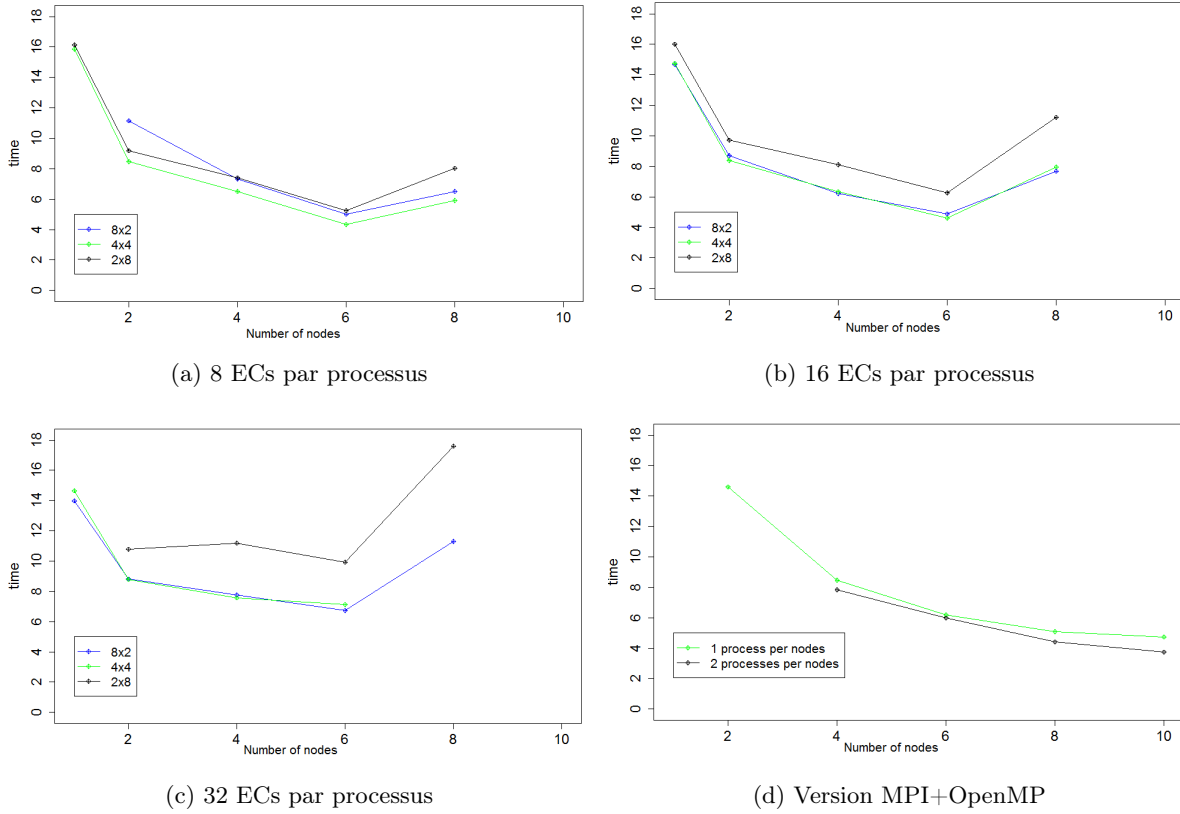 18
16
14
12
10
8
6
4
2
0
time
8x2
4x4
2x8
2 4 6 8 10
Number of nodes
(a) 8 ECs par processus
18
16
14
12
10
8
6
4
2
0
time
8x2
4x4
2x8
2 4 6 8 10
Number of nodes
(b) 16 ECs par processus
18
16
14
12
10
8
6
4
2
0
time
8x2
4x4
2x8
2 4 6 8 10
Number of nodes
(c) 32 ECs par processus
18
16
14
12
10
8
6
4
2
0
time
1 process per nodes
2 processes per nodes
2 4 6 8 10
Number of nodes
(d) Version MPI+OpenMP